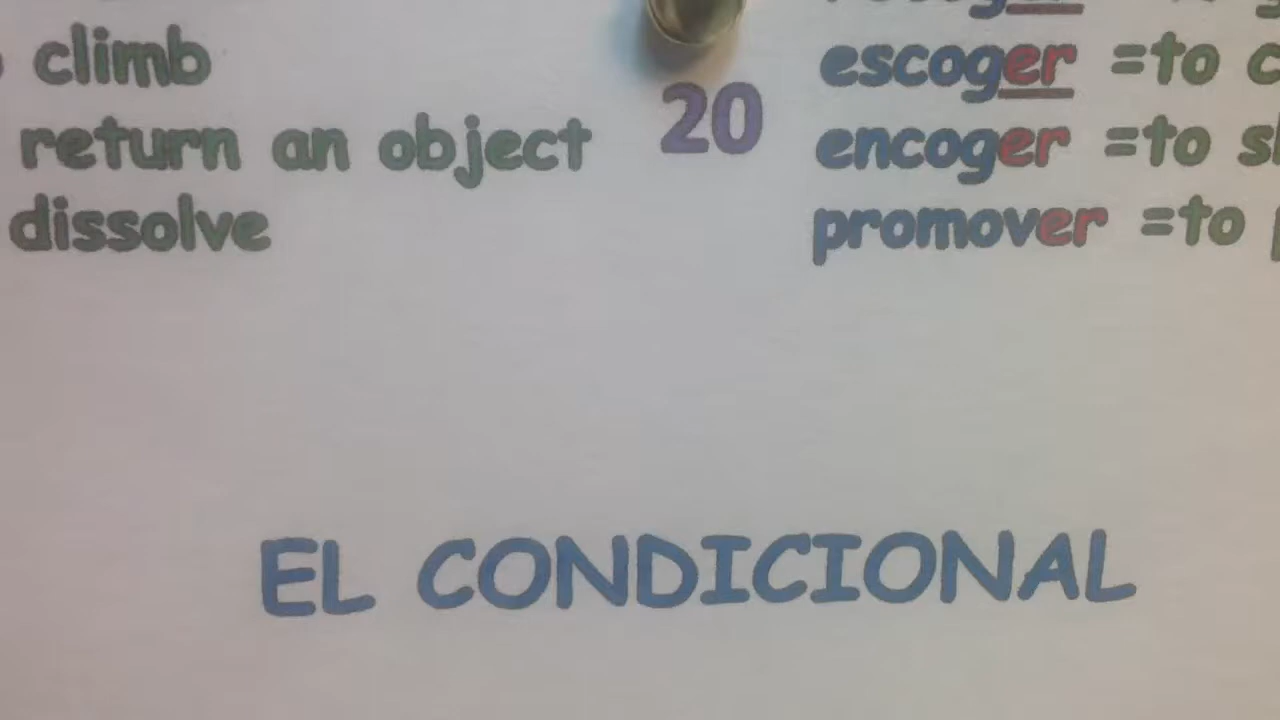 climb
return an object
dissolve
20
escoger =to
encoger =to
promover =to
EL CONDICIONAL